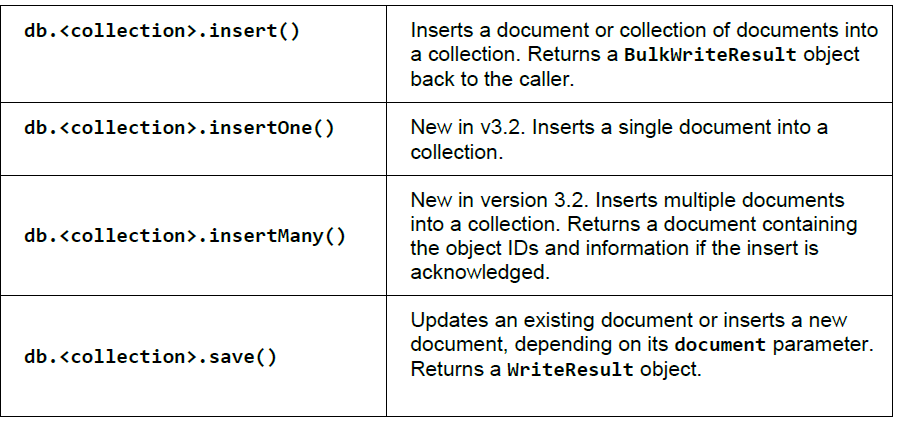 db.<collection>.insert()
Inserts a document or collection of documents into
a collection. Returns a BulkWriteResult object
back to the caller.
db.<collection>.insertOne()
New in v3.2. Inserts a single document into a
collection.
db.<collection>.insertMany()
New in version 3.2. Inserts multiple documents
into a collection. Returns a document containing
the object IDs and information if the insert is
acknowledged.
db.<collection>.save()
Updates an existing document or inserts a new
document, depending on its document parameter.
Returns a WriteResult object.